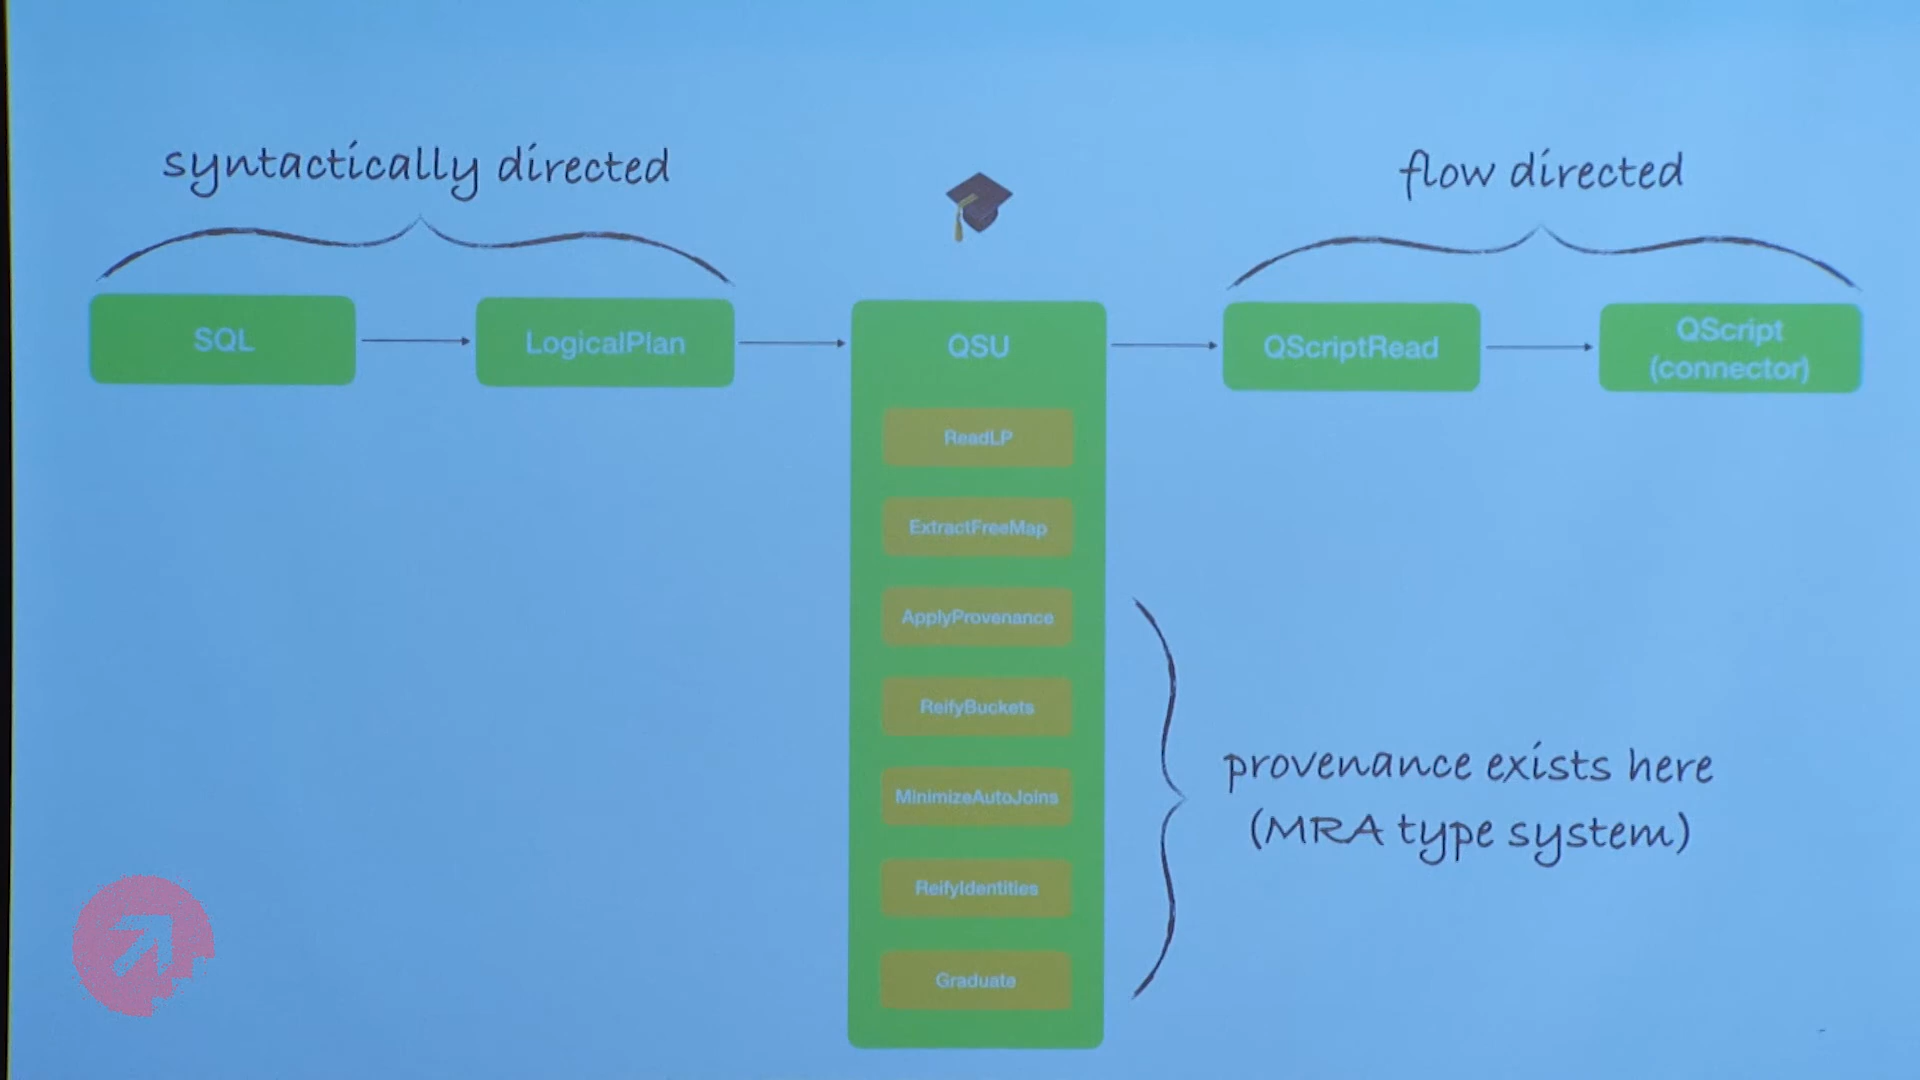 syntactically directed
flow directed
SQL
LogicalPlan
QSU
QScriptRead
QScript
(connector)
ReadLP
ExtractFreeMap
ApplyProvenance
ReifyBuckets
MinimizeAutoJoins
ReifyIdentities
Graduate
provenance exists here
(MRA type system)